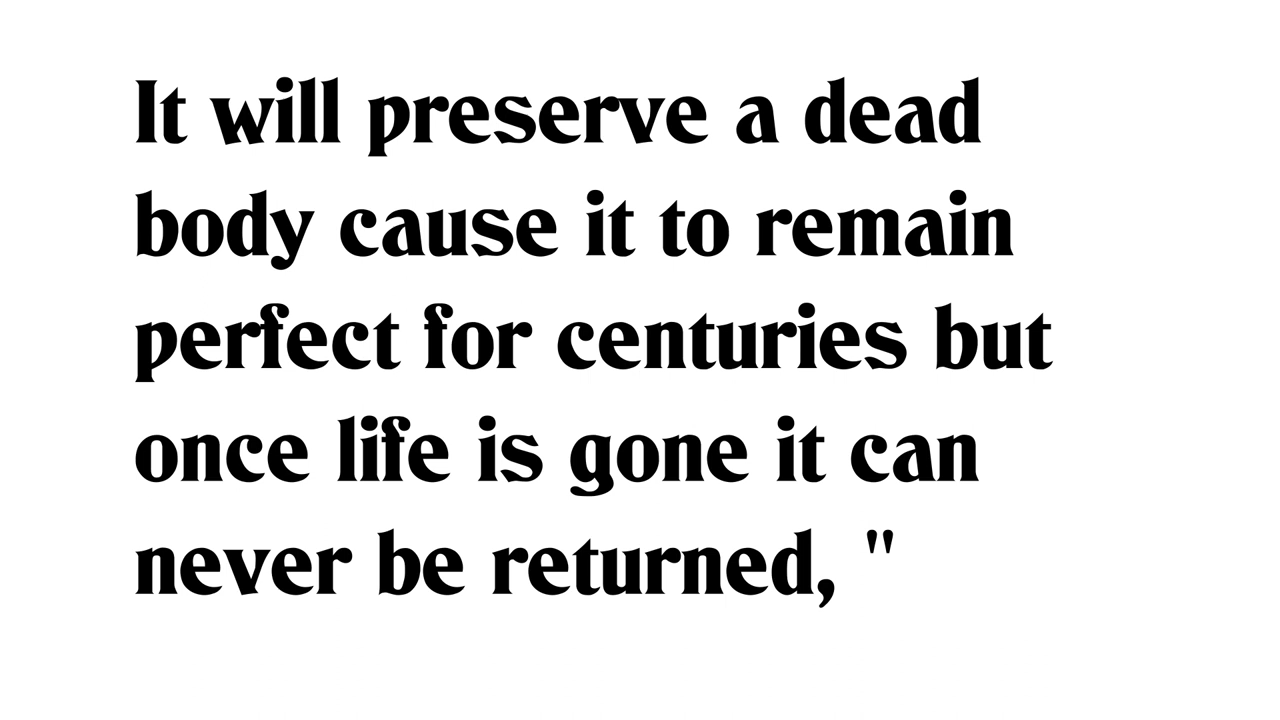 It will preserve a dead
body cause it to remain
perfect for centuries but
once life is gone it can
never be returned, "